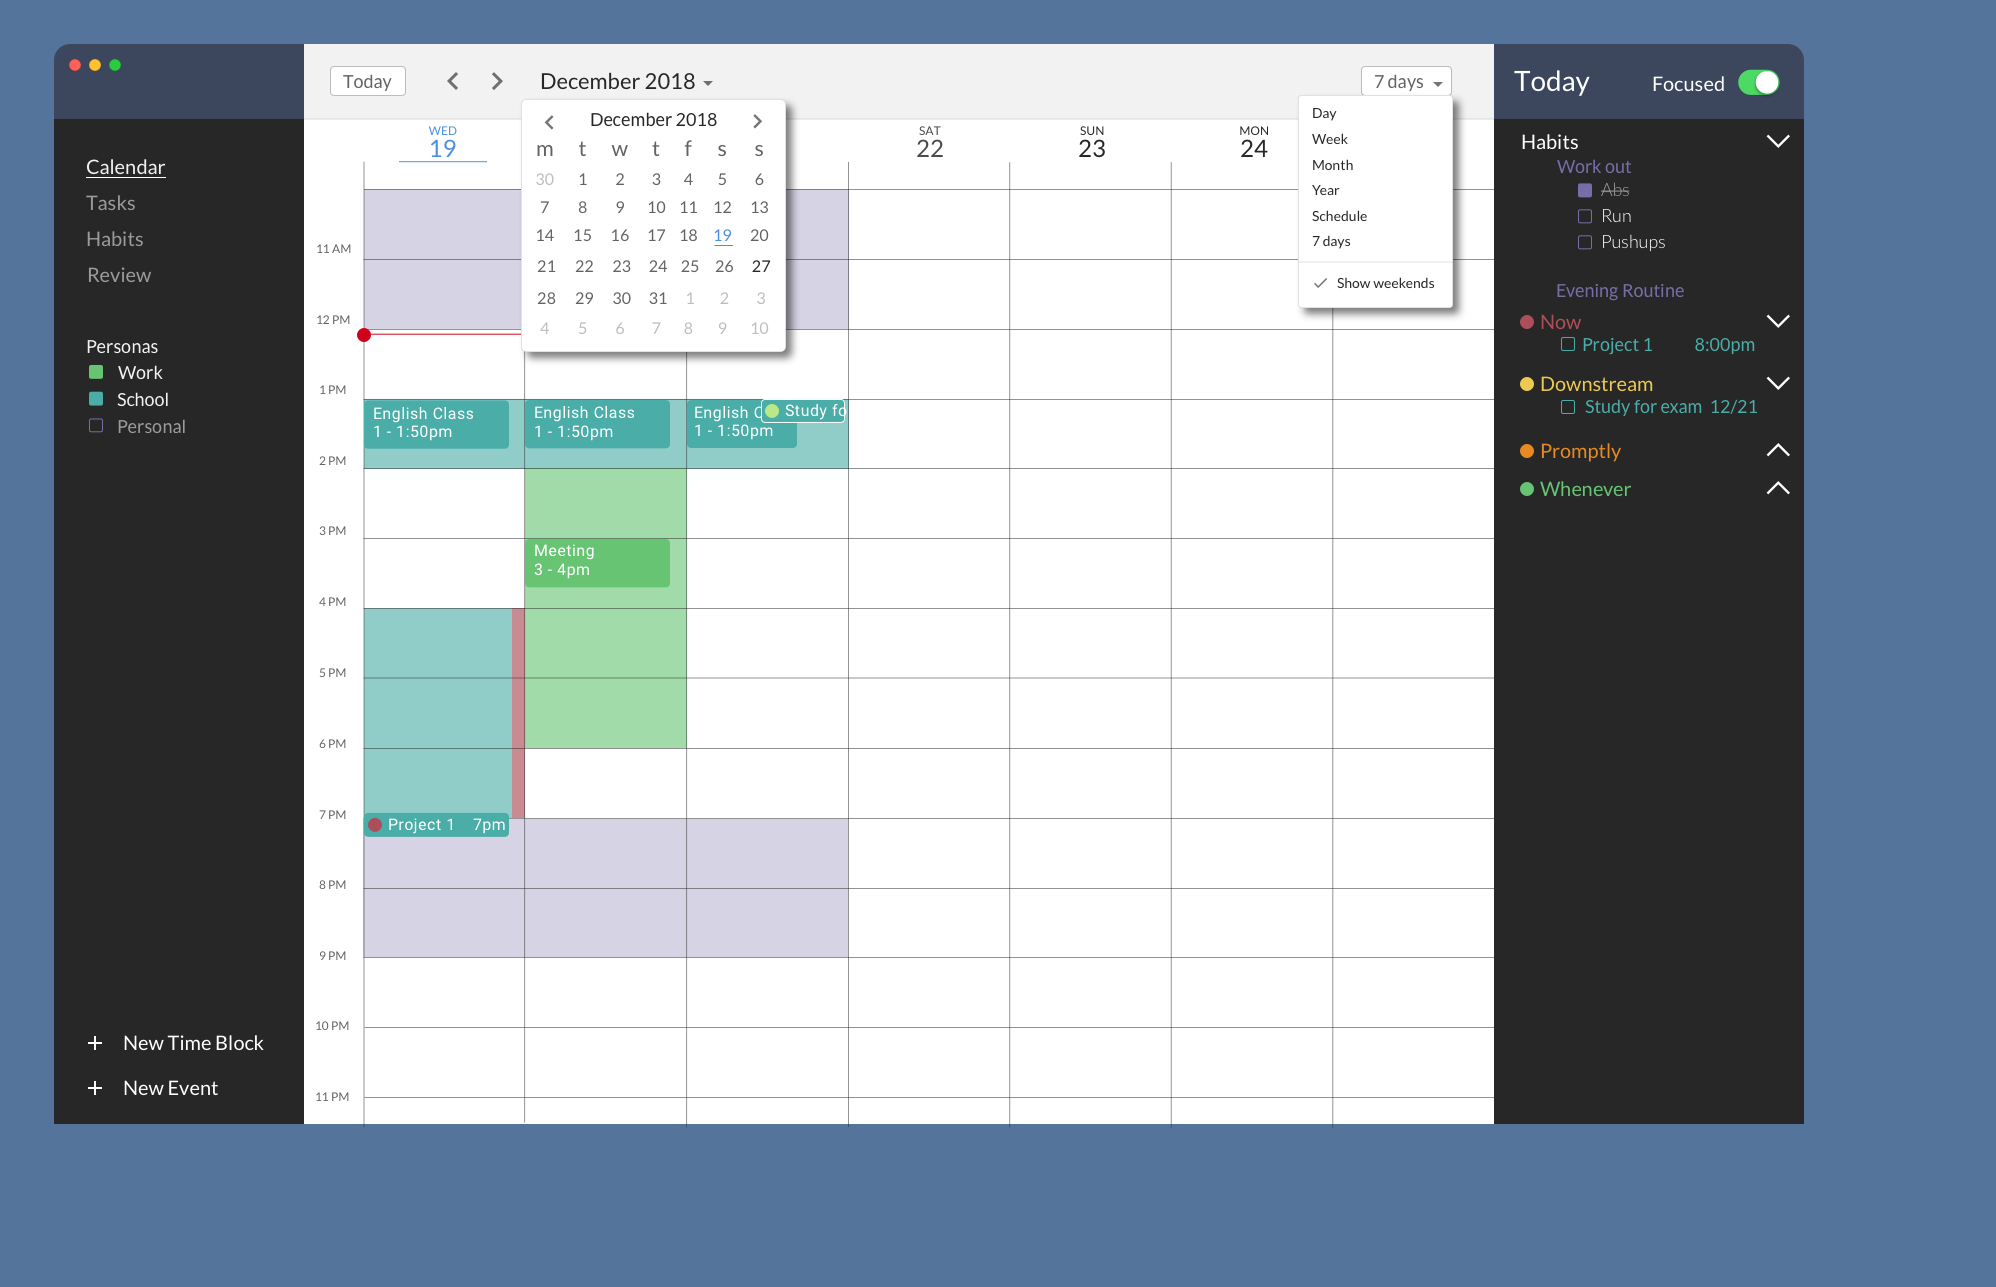 Today
December 2018
7 days
Today
Focused
Calendar
Tasks
Habits
Review
Personas
Work
School
Personal
New Time Block
New Event
WED
19
SAT
22
SUN
23
MON
24
December 2018
m t w t f s s
30 1 2 3 4 5 6
7 8 9 10 11 12 13
14 15 16 17 18 19 20
21 22 23 24 25 26 27
28 29 30 31 1 2 3
4 5 6 7 8 9 10
Day
Week
Month
Year
Schedule
7 days
Show weekends
11 AM
12 PM
1 PM
2 PM
3 PM
4 PM
5 PM
6 PM
7 PM
8 PM
9 PM
10 PM
11 PM
English Class
1 - 1:50pm
English Class
1 - 1:50pm
English C
1 - 1:50pm
Study fo
Meeting
3 - 4pm
Project 1 7pm
Habits
Work out
Abs
Run
Pushups
Evening Routine
Now
Project 1 8:00pm
Downstream
Study for exam 12/21
Promptly
Whenever